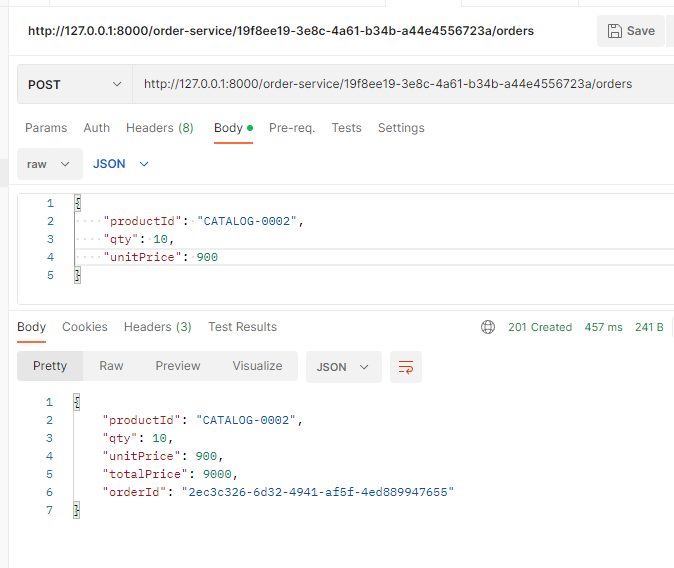 http://127.0.0.1:8000/order-service/19f8ee19-3e8c-4a61-b34b-a44e4556723a/orders Save
POST http://127.0.0.1:8000/order-service/19f8ee19-3e8c-4a61-b34b-a44e4556723a/orders
Params Auth Headers (8) Body Pre-req. Tests Settings
raw JSON
1 {
2 "productId": "CATALOG-0002",
3 "qty": 10,
4 "unitPrice": 900
5 }
Body Cookies Headers (3) Test Results 201 Created 457 ms 241 B
Pretty Raw Preview Visualize JSON
1 {
2 "productId": "CATALOG-0002",
3 "qty": 10,
4 "unitPrice": 900,
5 "totalPrice": 9000,
6 "orderId": "2ec3c326-6d32-4941-af5f-4ed889947655"
7 }